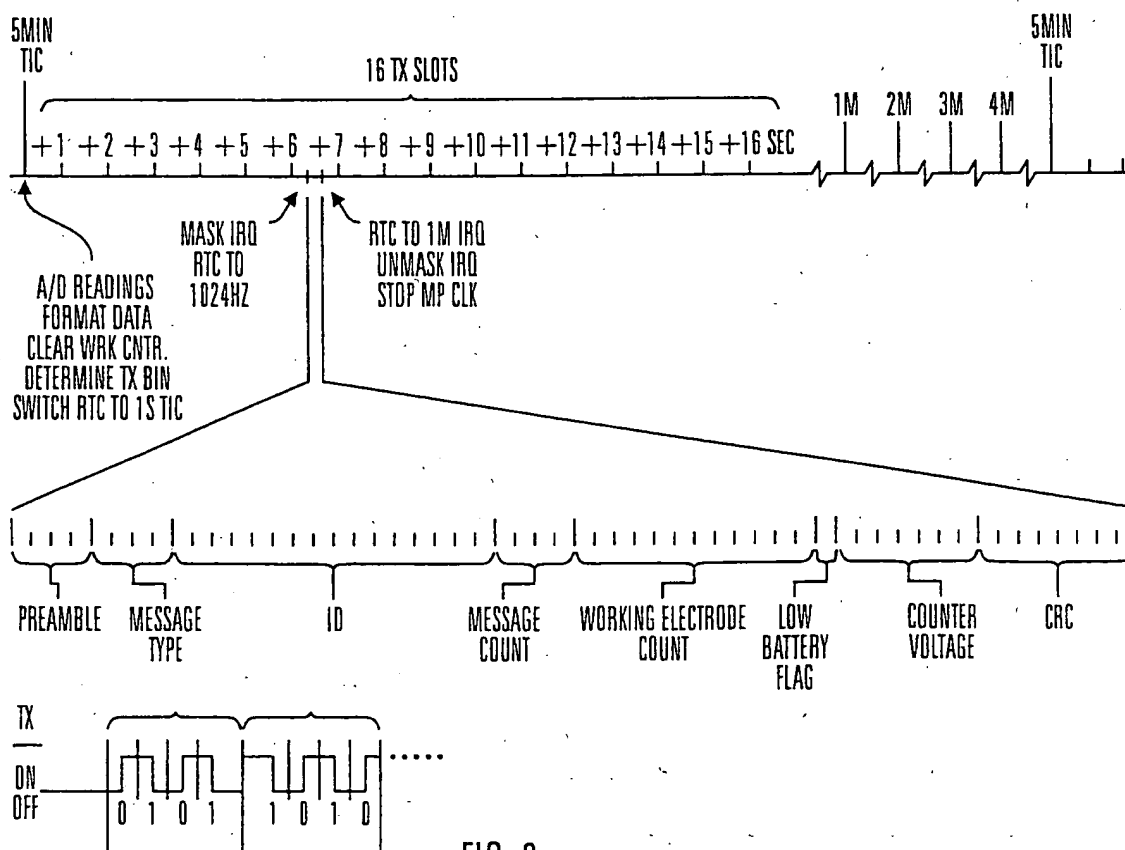 5MIN
TIC
16 TX SLOTS
5MIN
TIC
1M 2M 3M 4M
+1 +2 +3 +4 +5 +6 +7 +8 +9 +10 +11 +12 +13 +14 +15 +16 SEC
MASK IRQ
RTC TO
1024HZ
RTC TO 1M IRQ
UNMASK IRQ
STOP MP CLK
A/D READINGS
FORMAT DATA
CLEAR WRK CNTR.
DETERMINE TX BIN
SWITCH RTC TO 1S TIC
PREAMBLE
MESSAGE
TYPE
ID
MESSAGE
COUNT
WORKING ELECTRODE
COUNT
LOW
BATTERY
FLAG
COUNTER
VOLTAGE
CRC
TX
ON
OFF
0 1 0 1 1 0 1 0